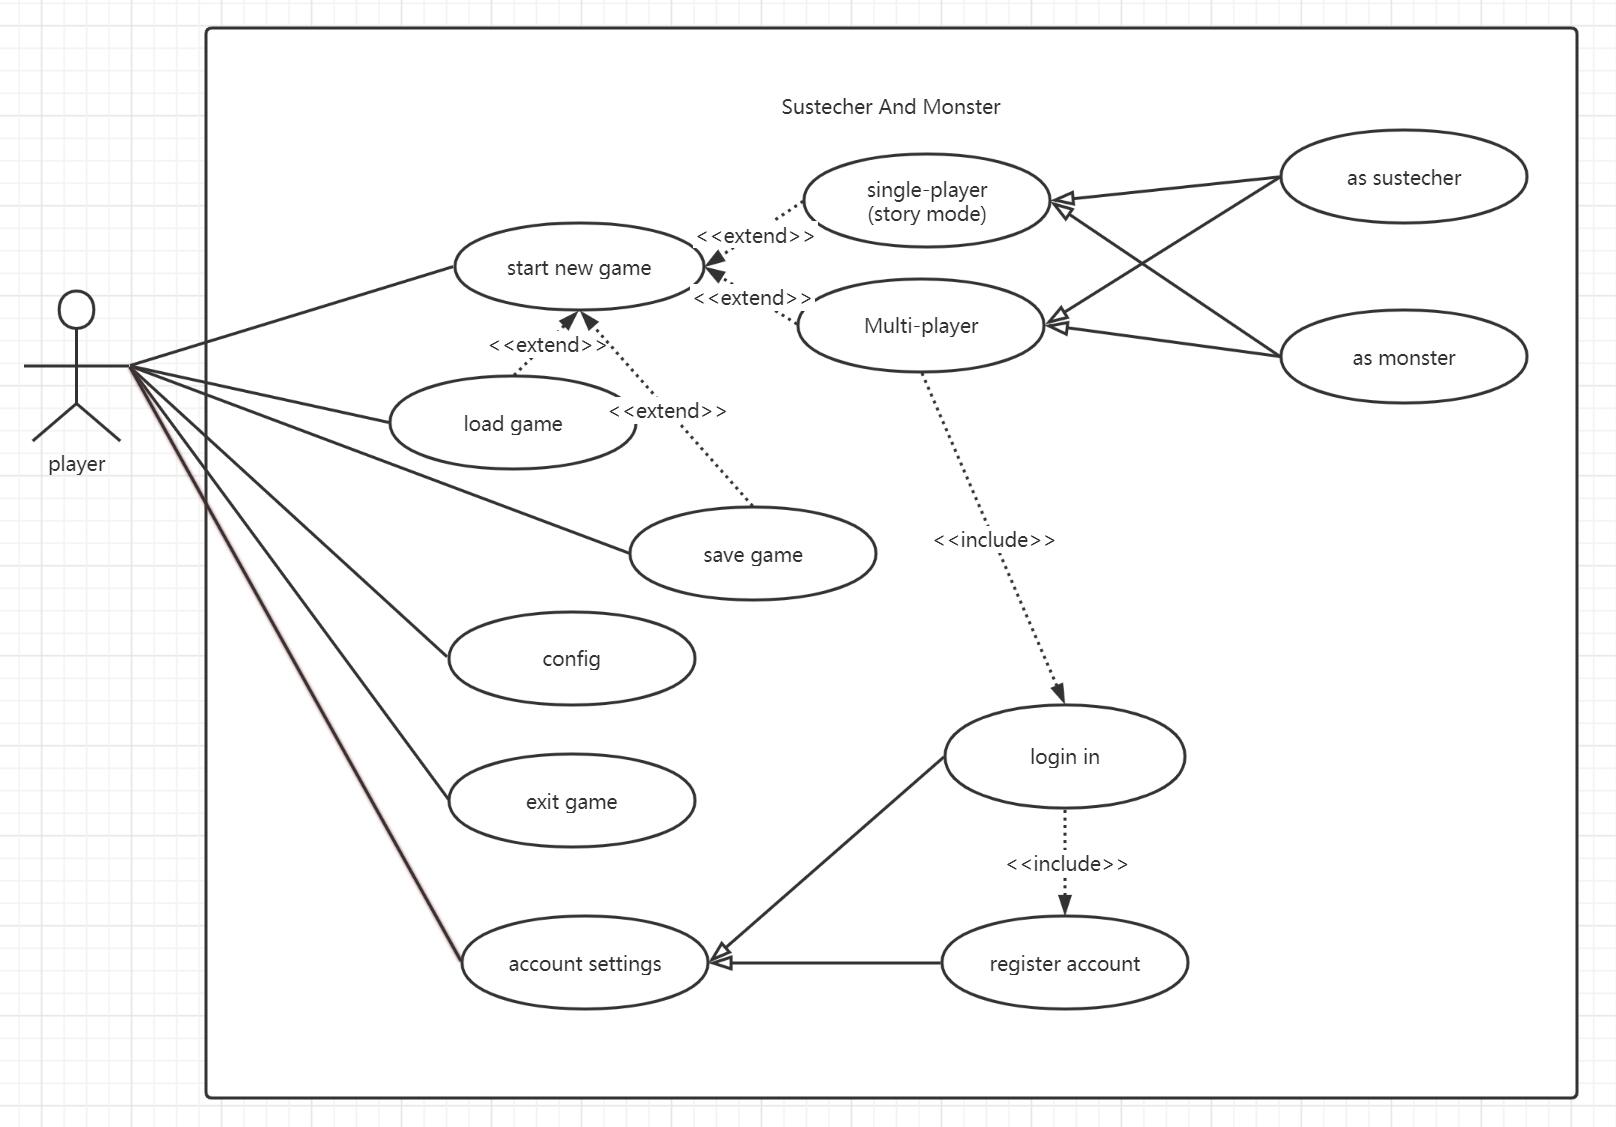 Sustecher And Monster
single-player
(story mode)
as sustecher
<<extend>>
start new game
<<extend>>
Multi-player
<<extend>>
as monster
load game
<<extend>>
player
<<include>>
save game
config
login in
exit game
<<include>>
account settings
register account